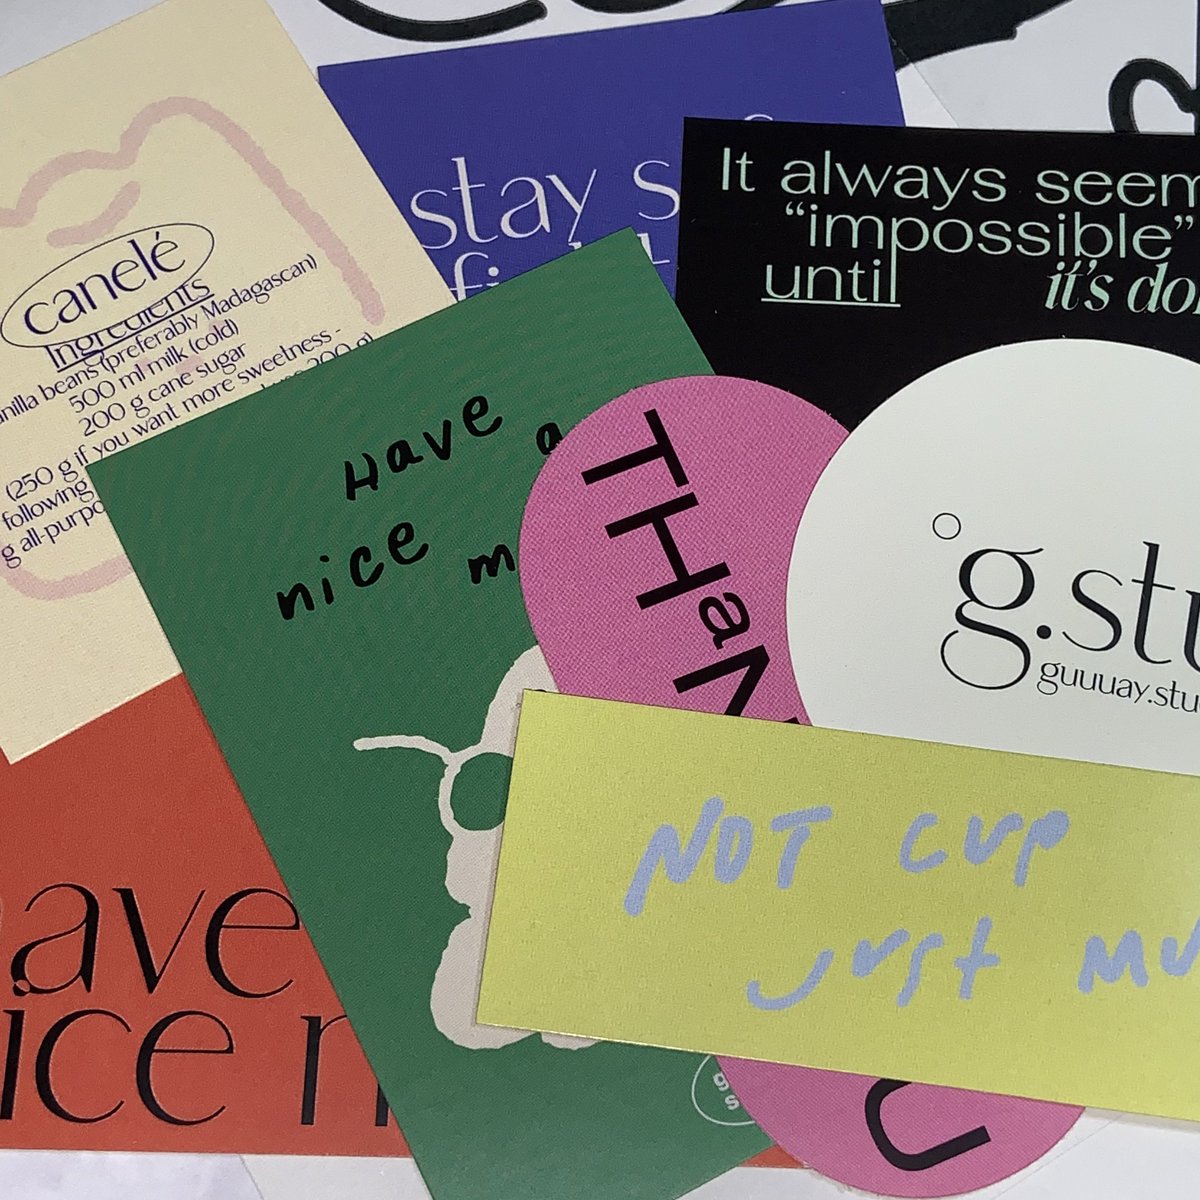 canelé
Ingredients
beans (preferably Madagascan)
500 ml milk (cold)
200 g cane sugar
(250 g if you want more sweetness -
following
g all-purpo
stay s
It always seem
“impossible”
until it's do
Have a
nice m
THaN
U
g.stu
guuuay.stu
NOT CUP
just mu
ave
ice n
gs